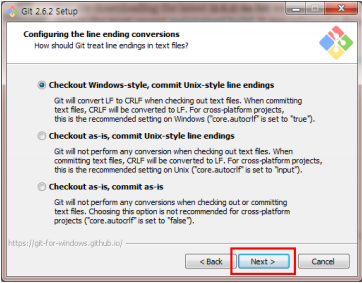 Git 2.6.2 Setup
Configuring the line ending conversions
How should Git treat line endings in text files?
Checkout Windows-style, commit Unix-style line endings
Git will convert LF to CRLF when checking out text files. When committing
text files, CRLF will be converted to LF. For cross-platform projects,
this is the recommended setting on Windows ("core.autocrlf" is set to "true").
Checkout as-is, commit Unix-style line endings
Git will not perform any conversion when checking out text files. When
committing text files, CRLF will be converted to LF. For cross-platform projects,
this is the recommended setting on Unix ("core.autocrlf" is set to "input").
Checkout as-is, commit as-is
Git will not perform any conversions when checking out or committing
text files. Choosing this option is not recommended for cross-platform
projects ("core.autocrlf" is set to "false").
https://git-for-windows.github.io/
< Back
Next >
Cancel